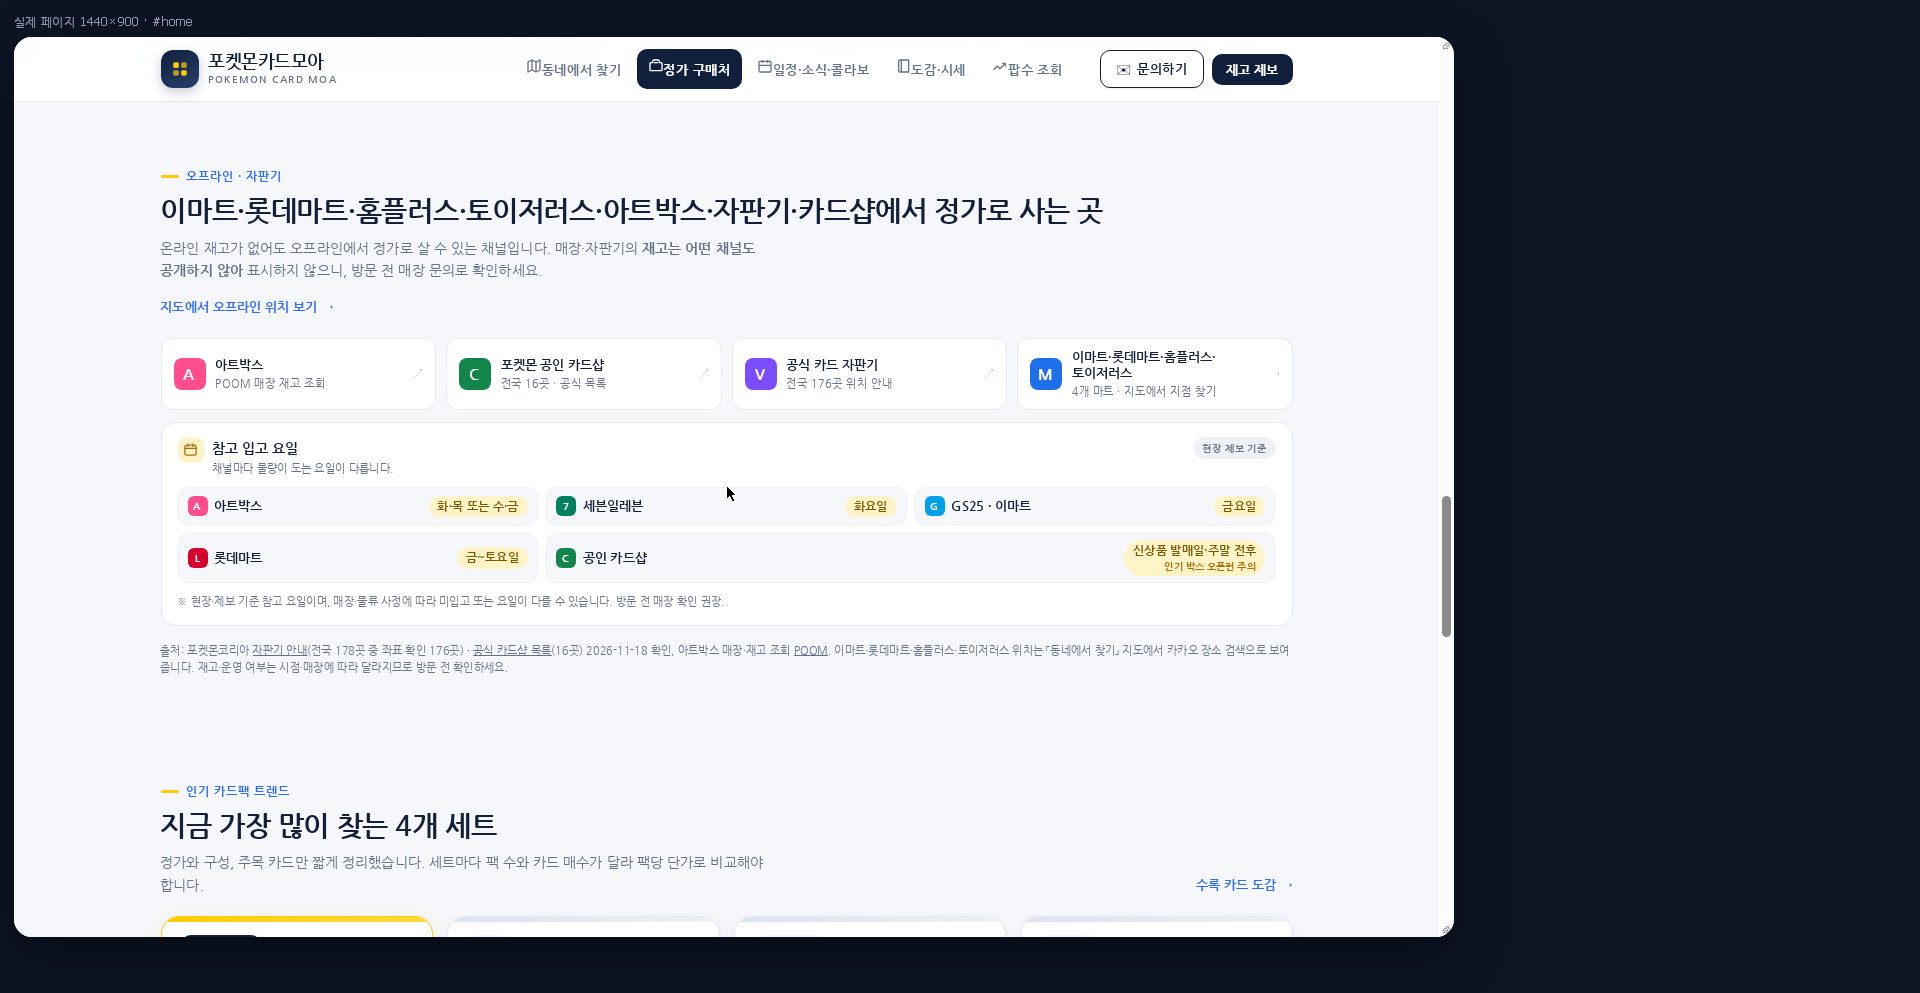 실제 페이지 1440×900 · #home
포켓몬카드모아
POKEMON CARD MOA
동네에서 찾기
정가 구매처
일정·소식·콜라보
도감·시세
팝수 조회
문의하기
재고 제보
오프라인 · 자판기
이마트·롯데마트·홈플러스·토이저러스·아트박스·자판기·카드샵에서 정가로 사는 곳
온라인 재고가 없어도 오프라인에서 정가로 살 수 있는 채널입니다. 매장·자판기의 재고는 어떤 채널도
공개하지 않아 표시하지 않으니, 방문 전 매장 문의로 확인하세요.
지도에서 오프라인 위치 보기 ›
A
아트박스
POOM 매장 재고 조회
C
포켓몬 공인 카드샵
전국 16곳 · 공식 목록
V
공식 카드 자판기
전국 176곳 위치 안내
M
이마트·롯데마트·홈플러스·
토이저러스
4개 마트 · 지도에서 지점 찾기
참고 입고 요일
채널마다 물량이 도는 요일이 다릅니다.
현장 제보 기준
A 아트박스 화·목 또는 수·금
7 세븐일레븐 화요일
G GS25 · 이마트 금요일
L 롯데마트 금~토요일
C 공인 카드샵 신상품 발매일·주말 전후
인기 박스 오픈런 주의
※ 현장·제보 기준 참고 요일이며, 매장·물류 사정에 따라 미입고 또는 요일이 다를 수 있습니다. 방문 전 매장 확인 권장.
출처: 포켓몬코리아 자판기 안내(전국 178곳 중 좌표 확인 176곳) · 공식 카드샵 목록(16곳) 2026-11-18 확인, 아트박스 매장·재고 조회 POOM. 이마트·롯데마트·홈플러스·토이저러스 위치는 「동네에서 찾기」 지도에서 카카오 장소 검색으로 보여
줍니다. 재고·운영 여부는 시점·매장에 따라 달라지므로 방문 전 확인하세요.
인기 카드팩 트렌드
지금 가장 많이 찾는 4개 세트
정가와 구성, 주목 카드만 짧게 정리했습니다. 세트마다 팩 수와 카드 매수가 달라 팩당 단가로 비교해야
합니다.
수록 카드 도감 ›